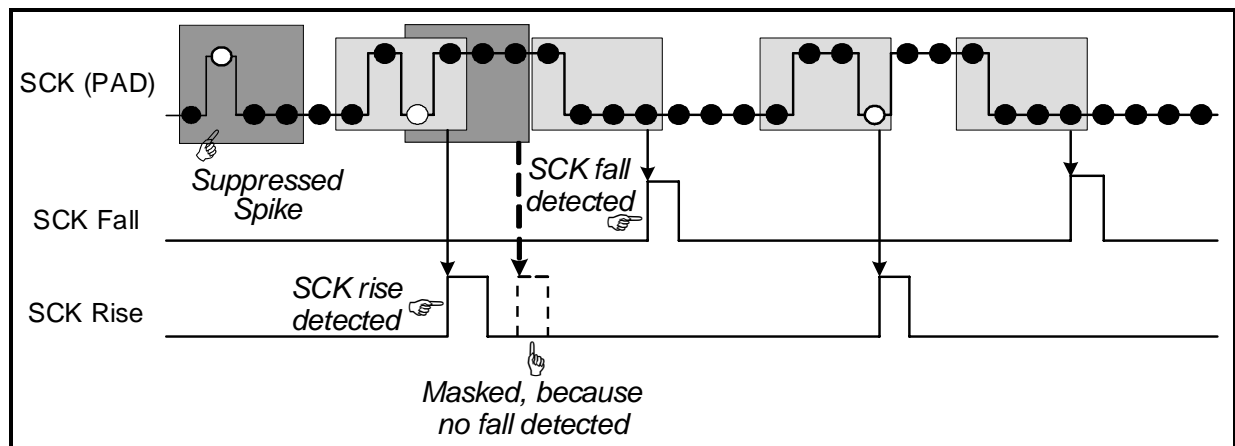 SCK (PAD)
Suppressed
Spike
SCK fall
detected
SCK Fall
SCK rise
detected
SCK Rise
Masked, because
no fall detected